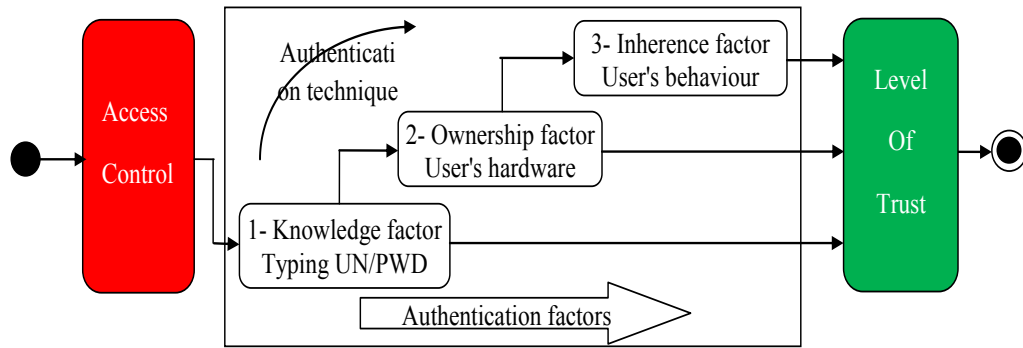 Access
Control
Authenticati
on technique
1- Knowledge factor
Typing UN/PWD
2- Ownership factor
User's hardware
3- Inherence factor
User's behaviour
Authentication factors
Level
Of
Trust